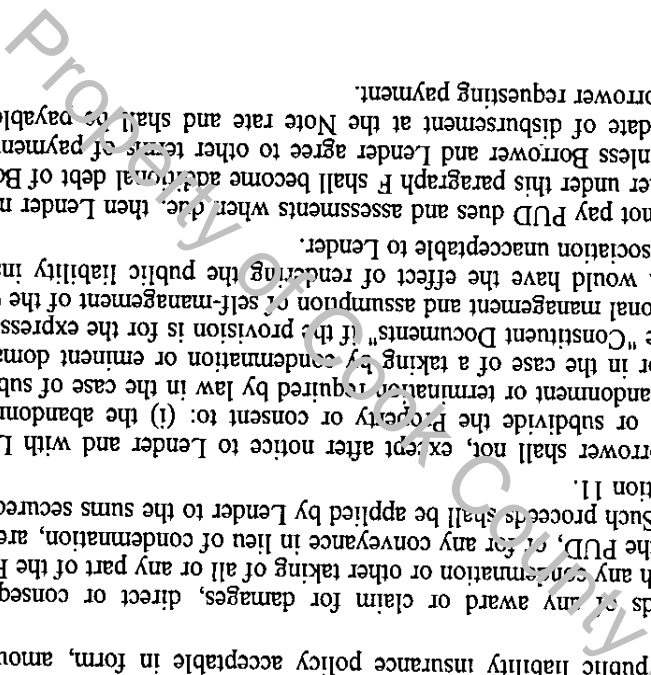 public liability insurance policy acceptable in form, amou
ds of any award or claim for damages, direct or conseq
th any condemnation or other taking of all or any part of the P
the PUD, or for any conveyance in lieu of condemnation, are
Such proceeds shall be applied by Lender to the sums secured
tion 11.
orrower shall not, except after notice to Lender and with L
or subdivide the Property or consent to: (i) the abandonm
andonment or termination required by law in the case of sub
or in the case of a taking by condemnation or eminent doma
e "Constituent Documents" if the provision is for the express
ional management and assumption of self-management of the
would have the effect of rendering the public liability ins
sociation unacceptable to Lender.
not pay PUD dues and assessments when due, then Lender m
er under this paragraph F shall become additional debt of Bo
nless Borrower and Lender agree to other terms of payment
date of disbursement at the Note rate and shall be payable
orrower requesting payment.
Property of Cook County